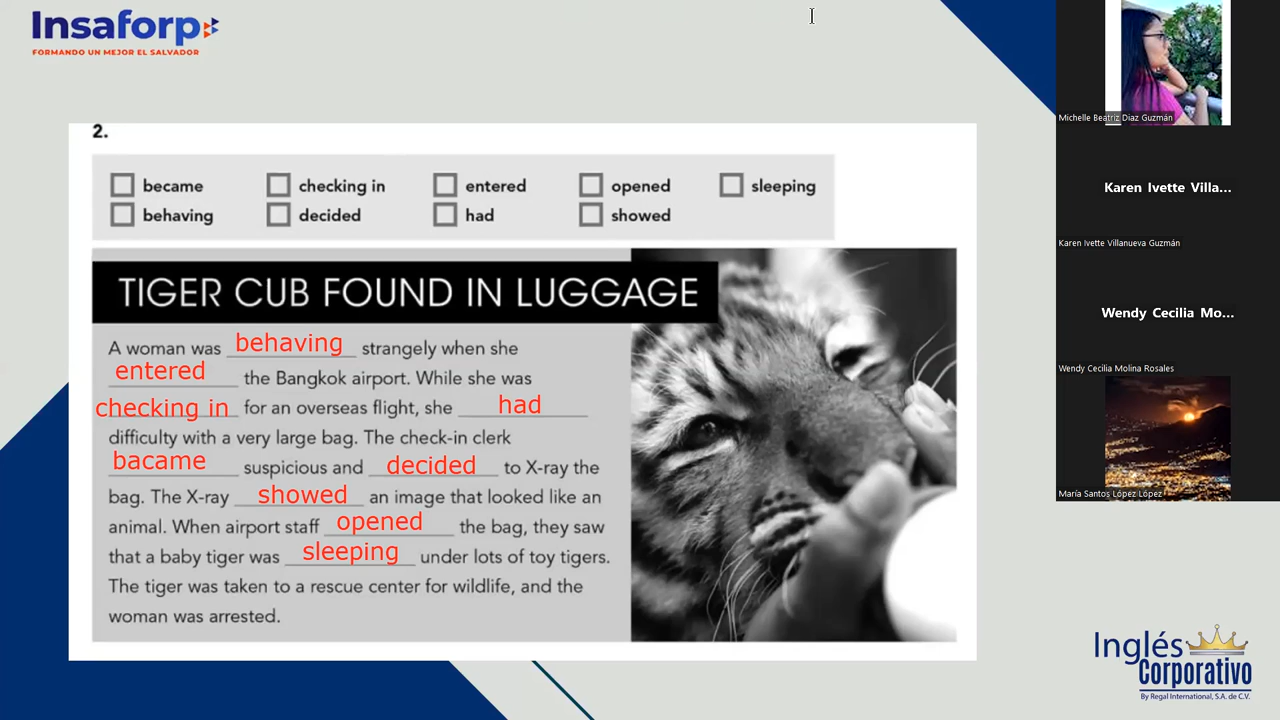 Insaforp
FORMANDO UN MEJOR EL SALVADOR
2.
became checking in entered opened sleeping
behaving decided had showed
TIGER CUB FOUND IN LUGGAGE
A woman was behaving strangely when she
entered the Bangkok airport. While she was
checking in for an overseas flight, she had
difficulty with a very large bag. The check-in clerk
bacame suspicious and decided to X-ray the
bag. The X-ray showed an image that looked like an
animal. When airport staff opened the bag, they saw
that a baby tiger was sleeping under lots of toy tigers.
The tiger was taken to a rescue center for wildlife, and the
woman was arrested.
Michelle Beatriz Diaz Guzmán
Karen Ivette Villa...
Karen Ivette Villanueva Guzmán
Wendy Cecilia Mo...
Wendy Cecilia Molina Rosales
María Santos López López
Inglés
Corporativo
By Regal International, S.A. de C.V.